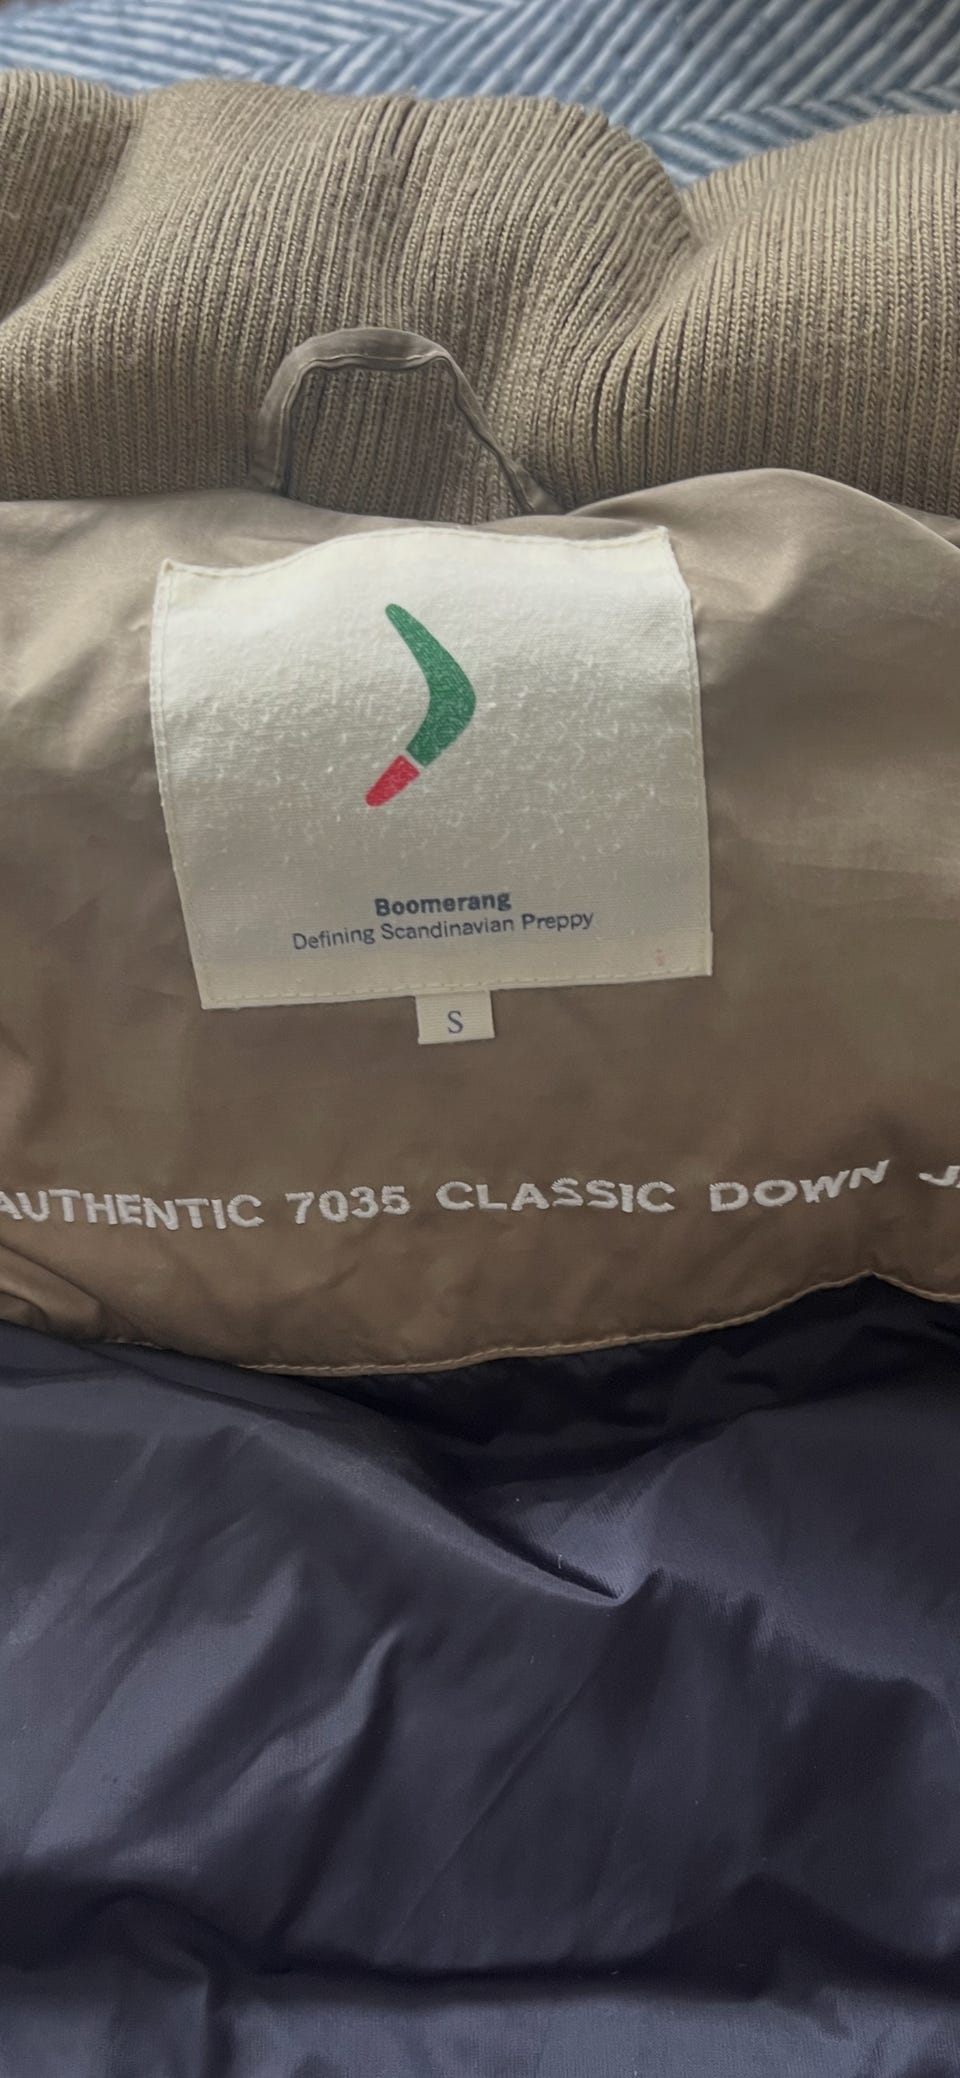 Boomerang
Defining Scandinavian Preppy
S
AUTHENTIC 7035 CLASSIC DOWN